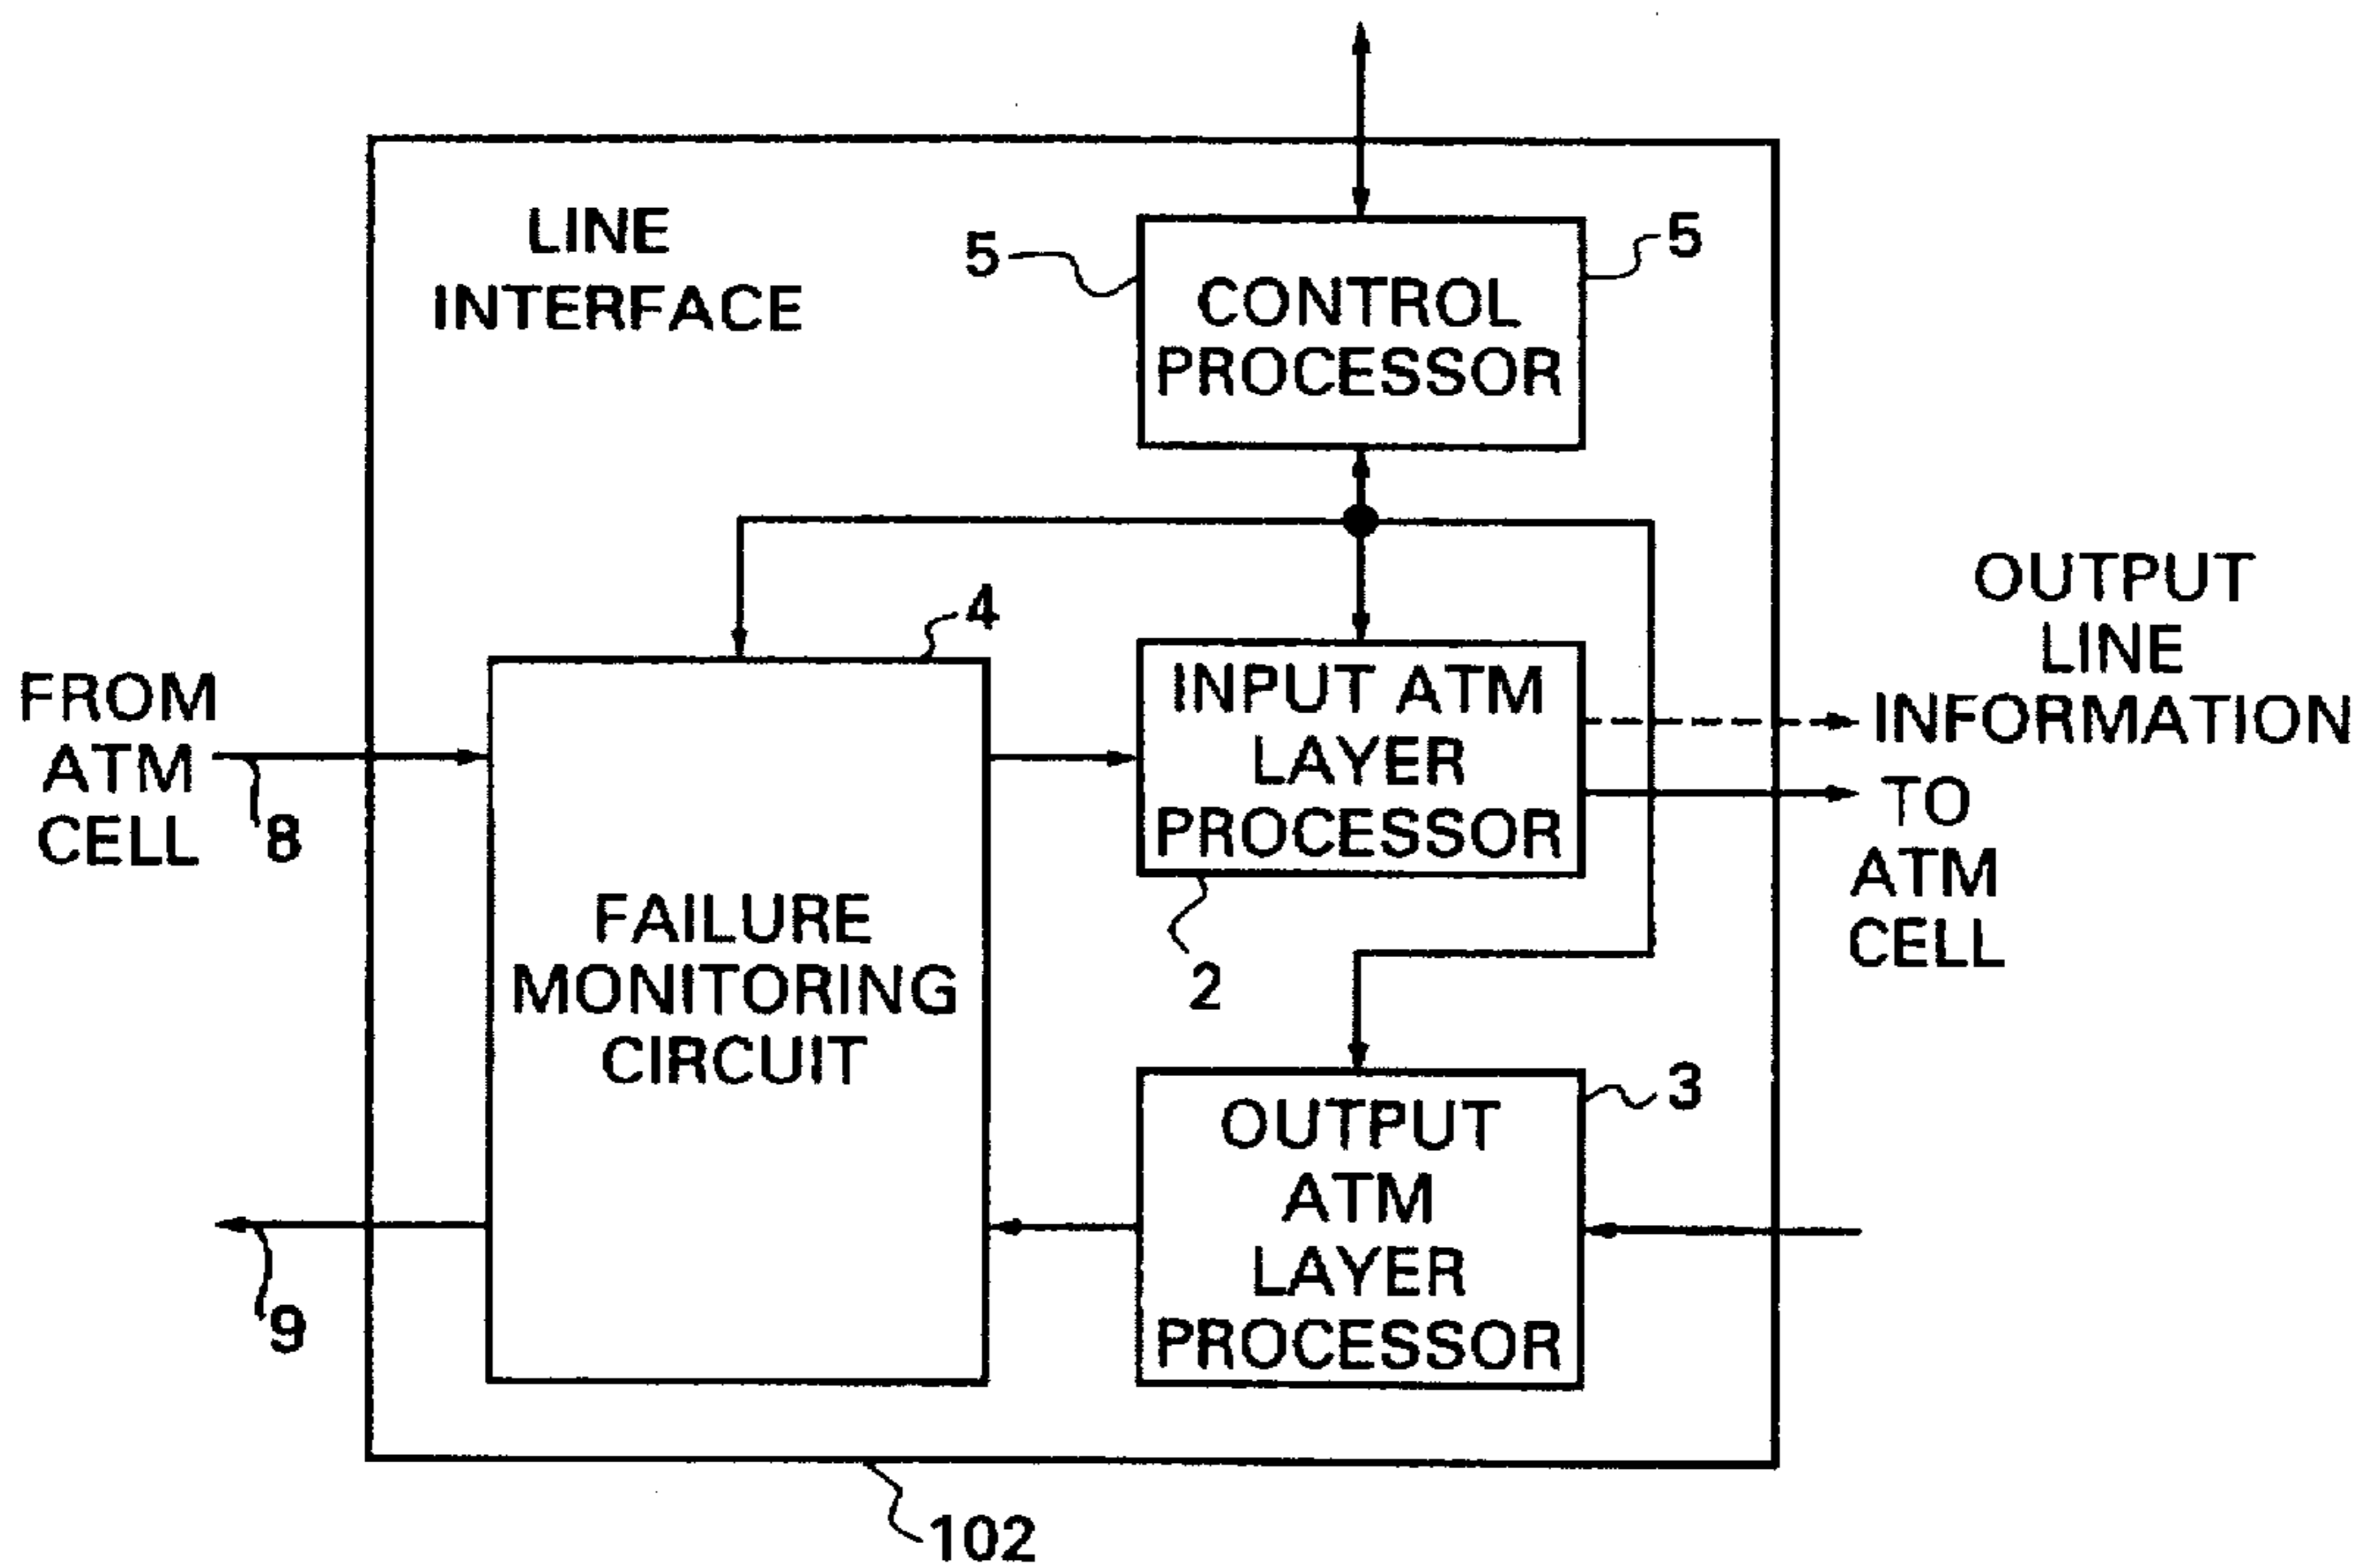 LINE
INTERFACE
5
5
CONTROL
PROCESSOR
4
FROM
ATM
CELL
8
INPUT ATM
LAYER
PROCESSOR
2
OUTPUT
LINE
INFORMATION
TO
ATM
CELL
FAILURE
MONITORING
CIRCUIT
3
OUTPUT
ATM
LAYER
PROCESSOR
9
102